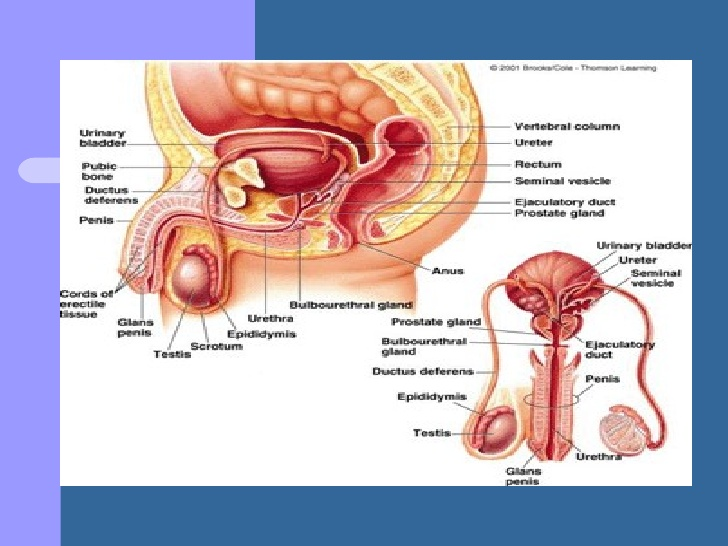 © 2001 Brooks/Cole - Thomson Learning
Urinary
bladder
Pubic
bone
Ductus
deferens
Penis
Cords of
erectile
tissue
Glans
penis
Testis
Scrotum
Epididymis
Urethra
Bulbourethral gland
Anus
Vertebral column
Ureter
Rectum
Seminal vesicle
Ejaculatory duct
Prostate gland
Urinary bladder
Ureter
Seminal
vesicle
Prostate gland
Bulbourethral
gland
Ductus deferens
Epididymis
Testis
Glans
penis
Ejaculatory
duct
Penis
Urethra